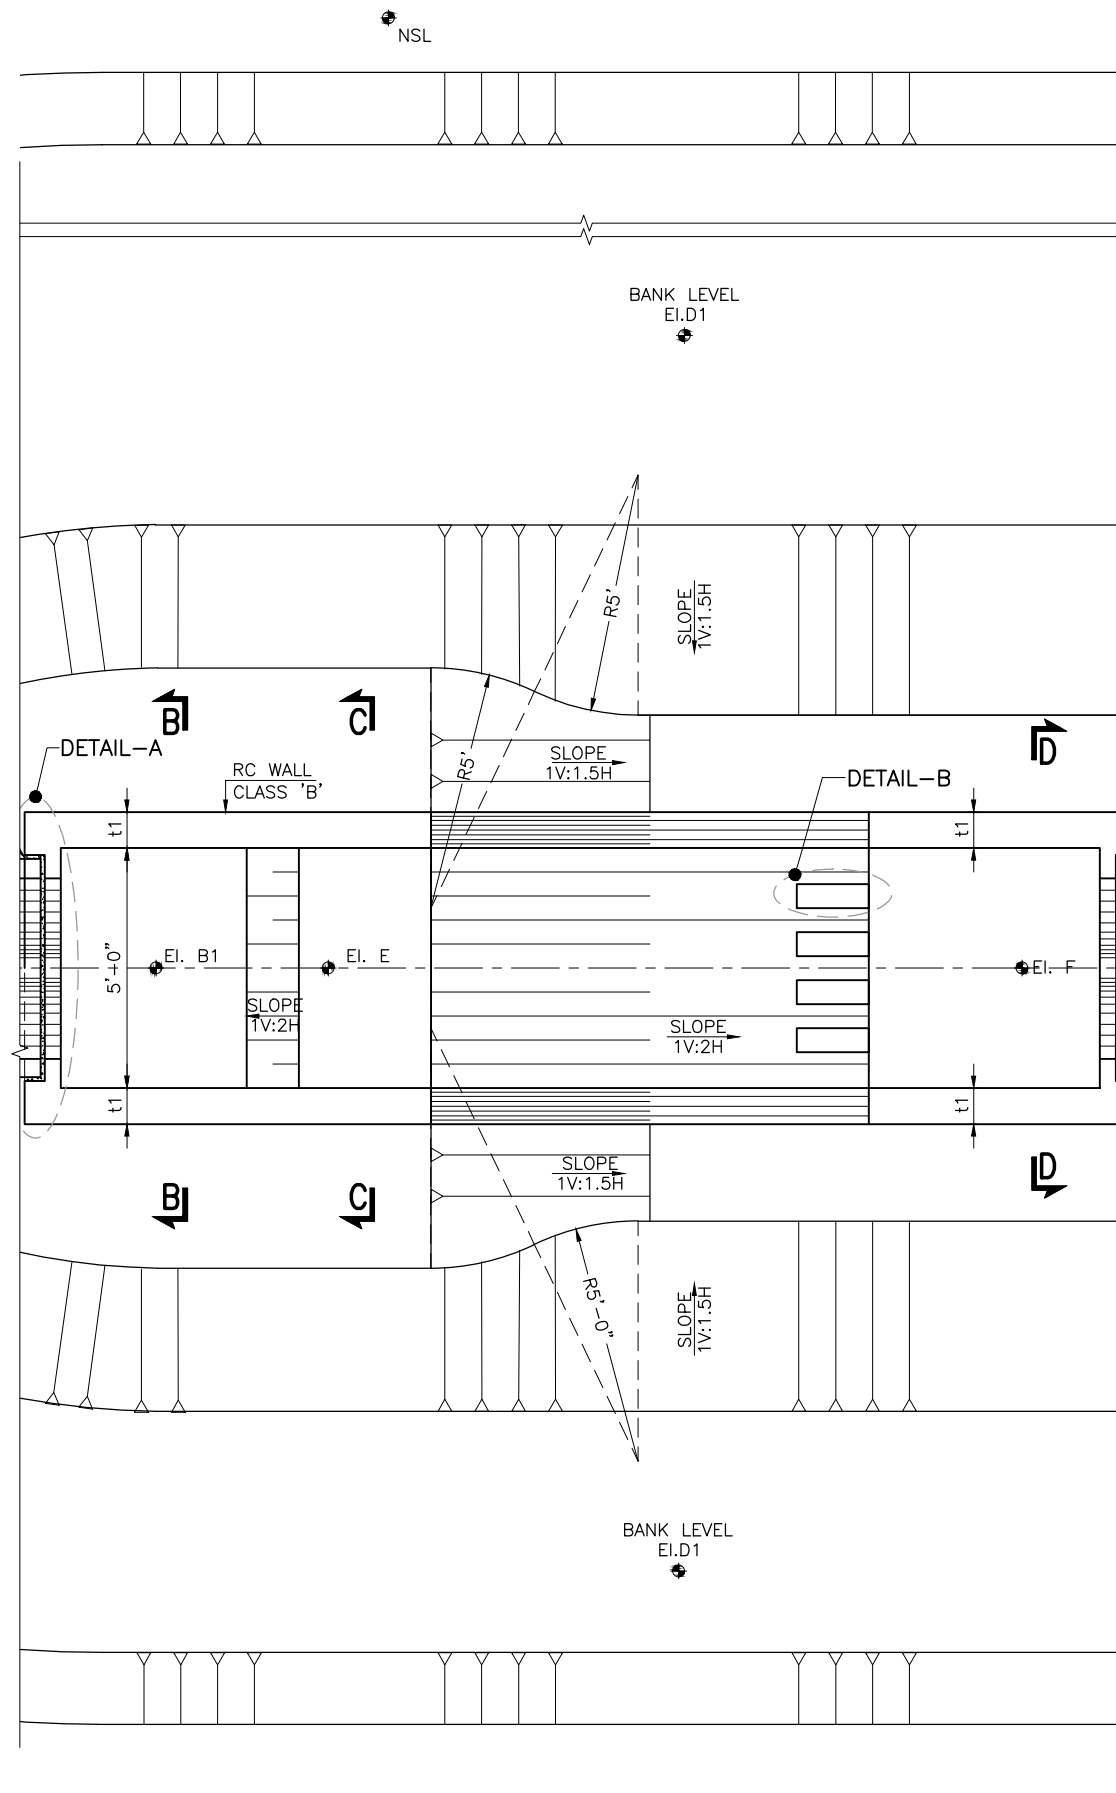 NSL
BANK LEVEL
El.D1
R5'
SLOPE
1V:1.5H
B
C
D
DETAIL-A
RC WALL
CLASS 'B'
R5'
SLOPE
1V:1.5H
DETAIL-B
t1
t1
5'-0"
El. B1
El. E
El. F
SLOPE
1V:2H
SLOPE
1V:2H
t1
t1
SLOPE
1V:1.5H
B
C
D
R5'-0"
SLOPE
1V:1.5H
BANK LEVEL
El.D1